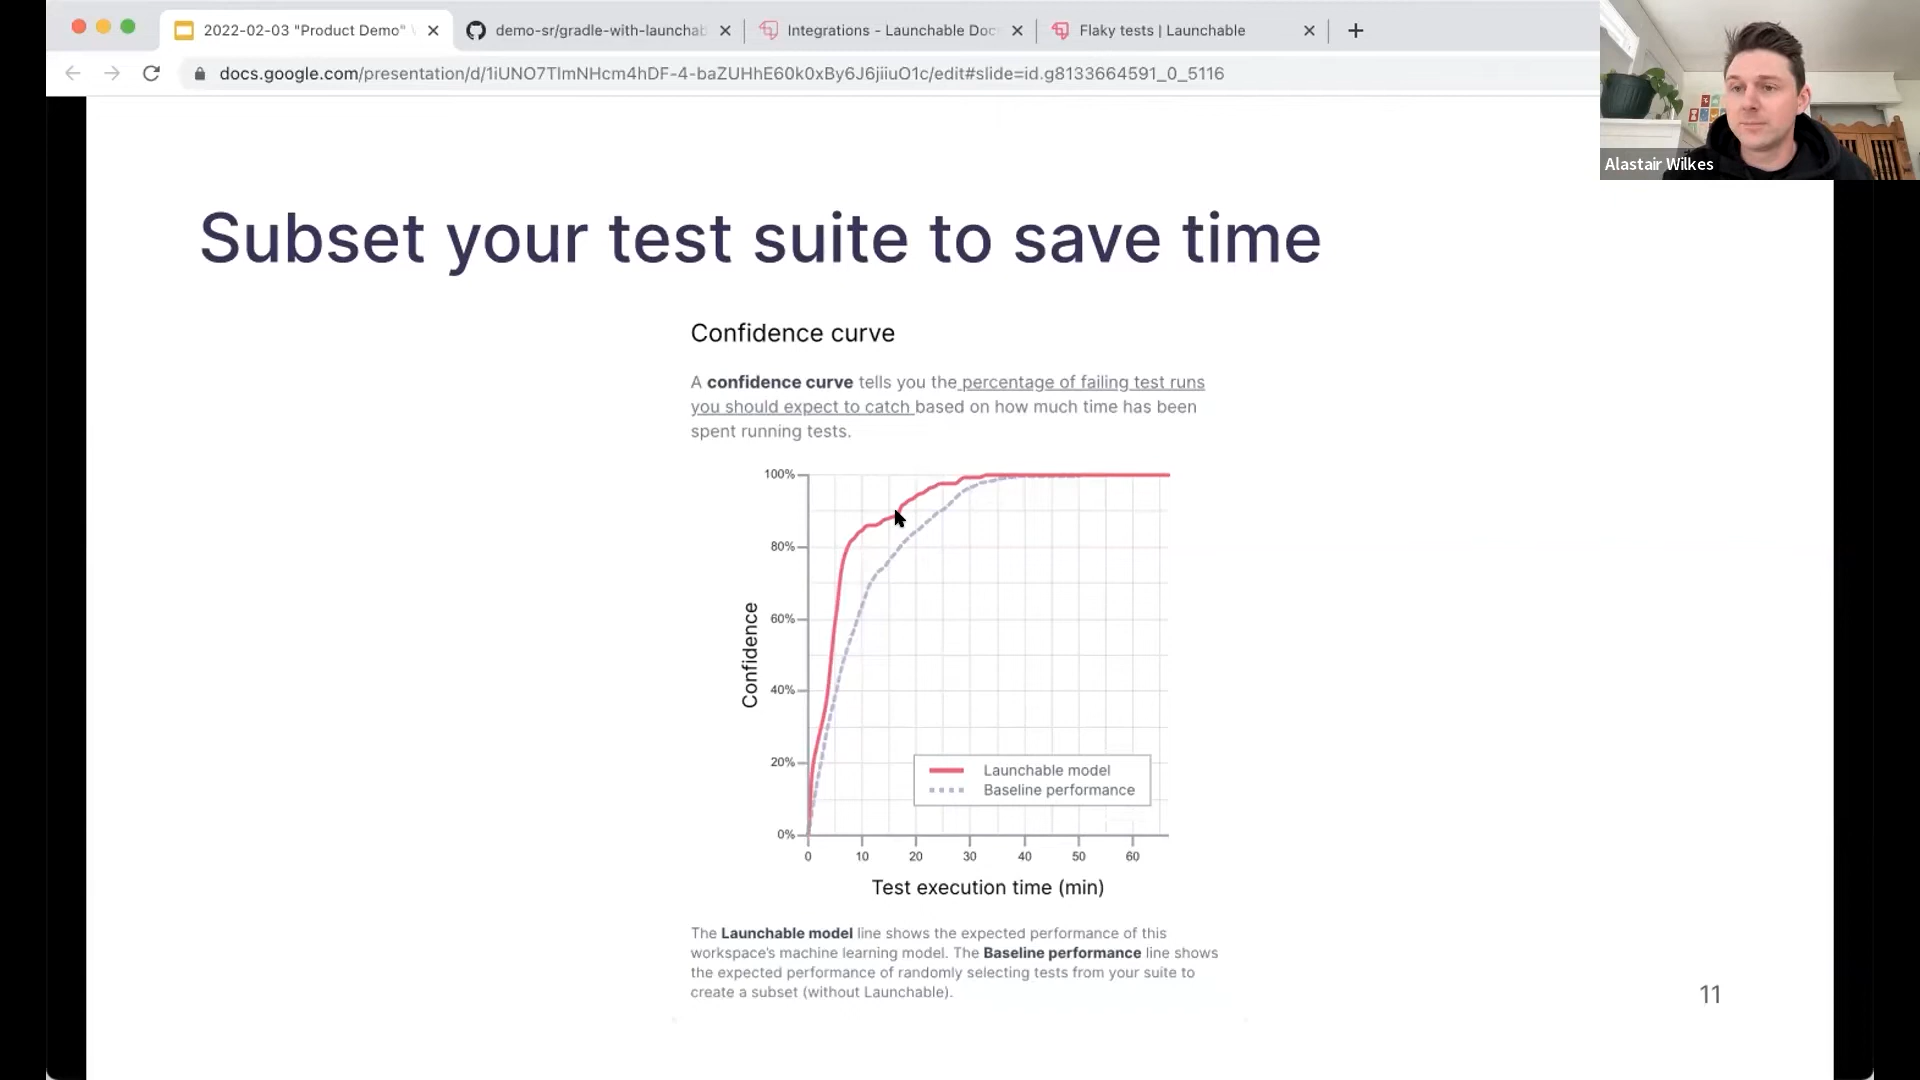 2022-02-03 "Product Demo"
demo-sr/gradle-with-launchab
Integrations - Launchable Doc
Flaky tests | Launchable
docs.google.com/presentation/d/1iUNO7TImNHcm4hDF-4-baZUHhE60k0xBy6J6jiiuO1c/edit#slide=id.g8133664591_0_5116
Alastair Wilkes
Subset your test suite to save time
Confidence curve
A confidence curve tells you the percentage of failing test runs
you should expect to catch based on how much time has been
spent running tests.
100%
80%
60%
40%
20%
0%
Confidence
Launchable model
Baseline performance
0 10 20 30 40 50 60
Test execution time (min)
The Launchable model line shows the expected performance of this
workspace's machine learning model. The Baseline performance line shows
the expected performance of randomly selecting tests from your suite to
create a subset (without Launchable).
11